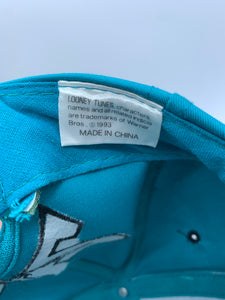 LOONEY TUNES, characters,
names and all related indicia
are trademarks of Warner
Bros. © 1993
MADE IN CHINA